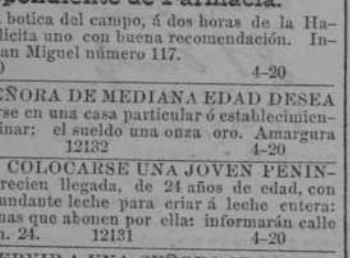 pendiente de Farmacia.
botica del campo, á dos horas de la Ha-
licita uno con buena recomendación. In-
an Miguel número 117.
0 4-20
EÑORA DE MEDIANA EDAD DESEA
rse en una casa particular ó establecimien-
inar; el sueldo una onza oro. Amargura
12132 4-20
COLOCARSE UNA JOVEN PENIN-
recien llegada, de 24 años de edad, con
undante leche para criar á leche entera:
nas que abonen por ella: informarán calle
n. 24. 12131 4-20